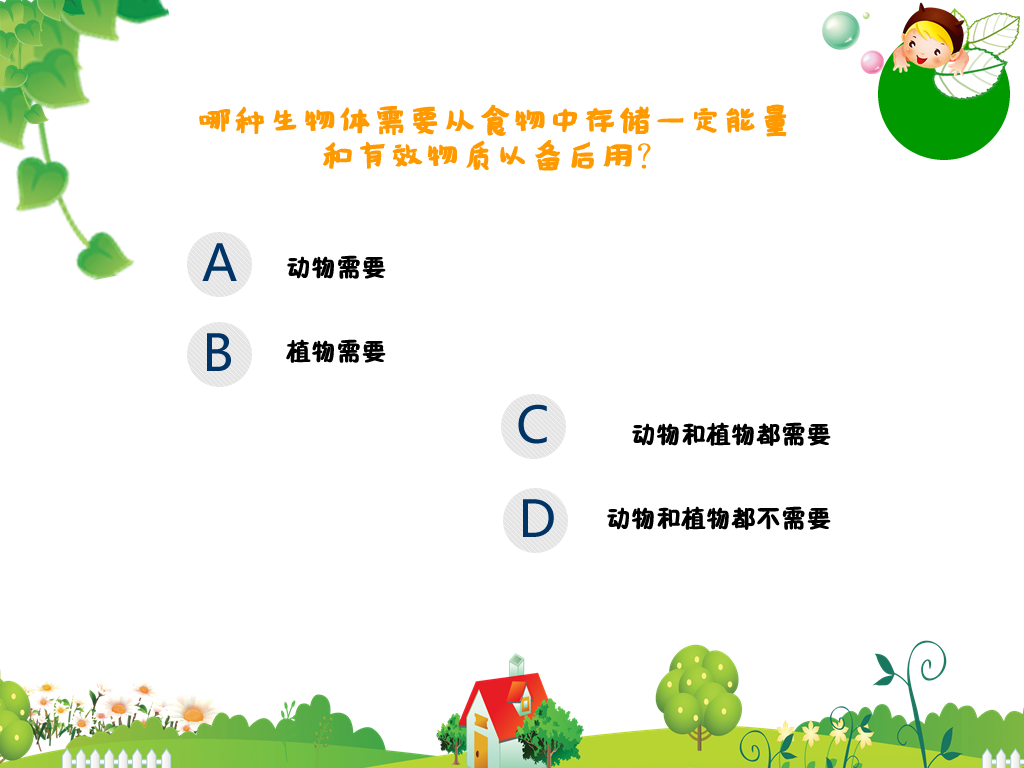 哪种生物体需要从食物中存储一定能量
和有效物质以备后用?
A 动物需要
B 植物需要
C 动物和植物都需要
D 动物和植物都不需要